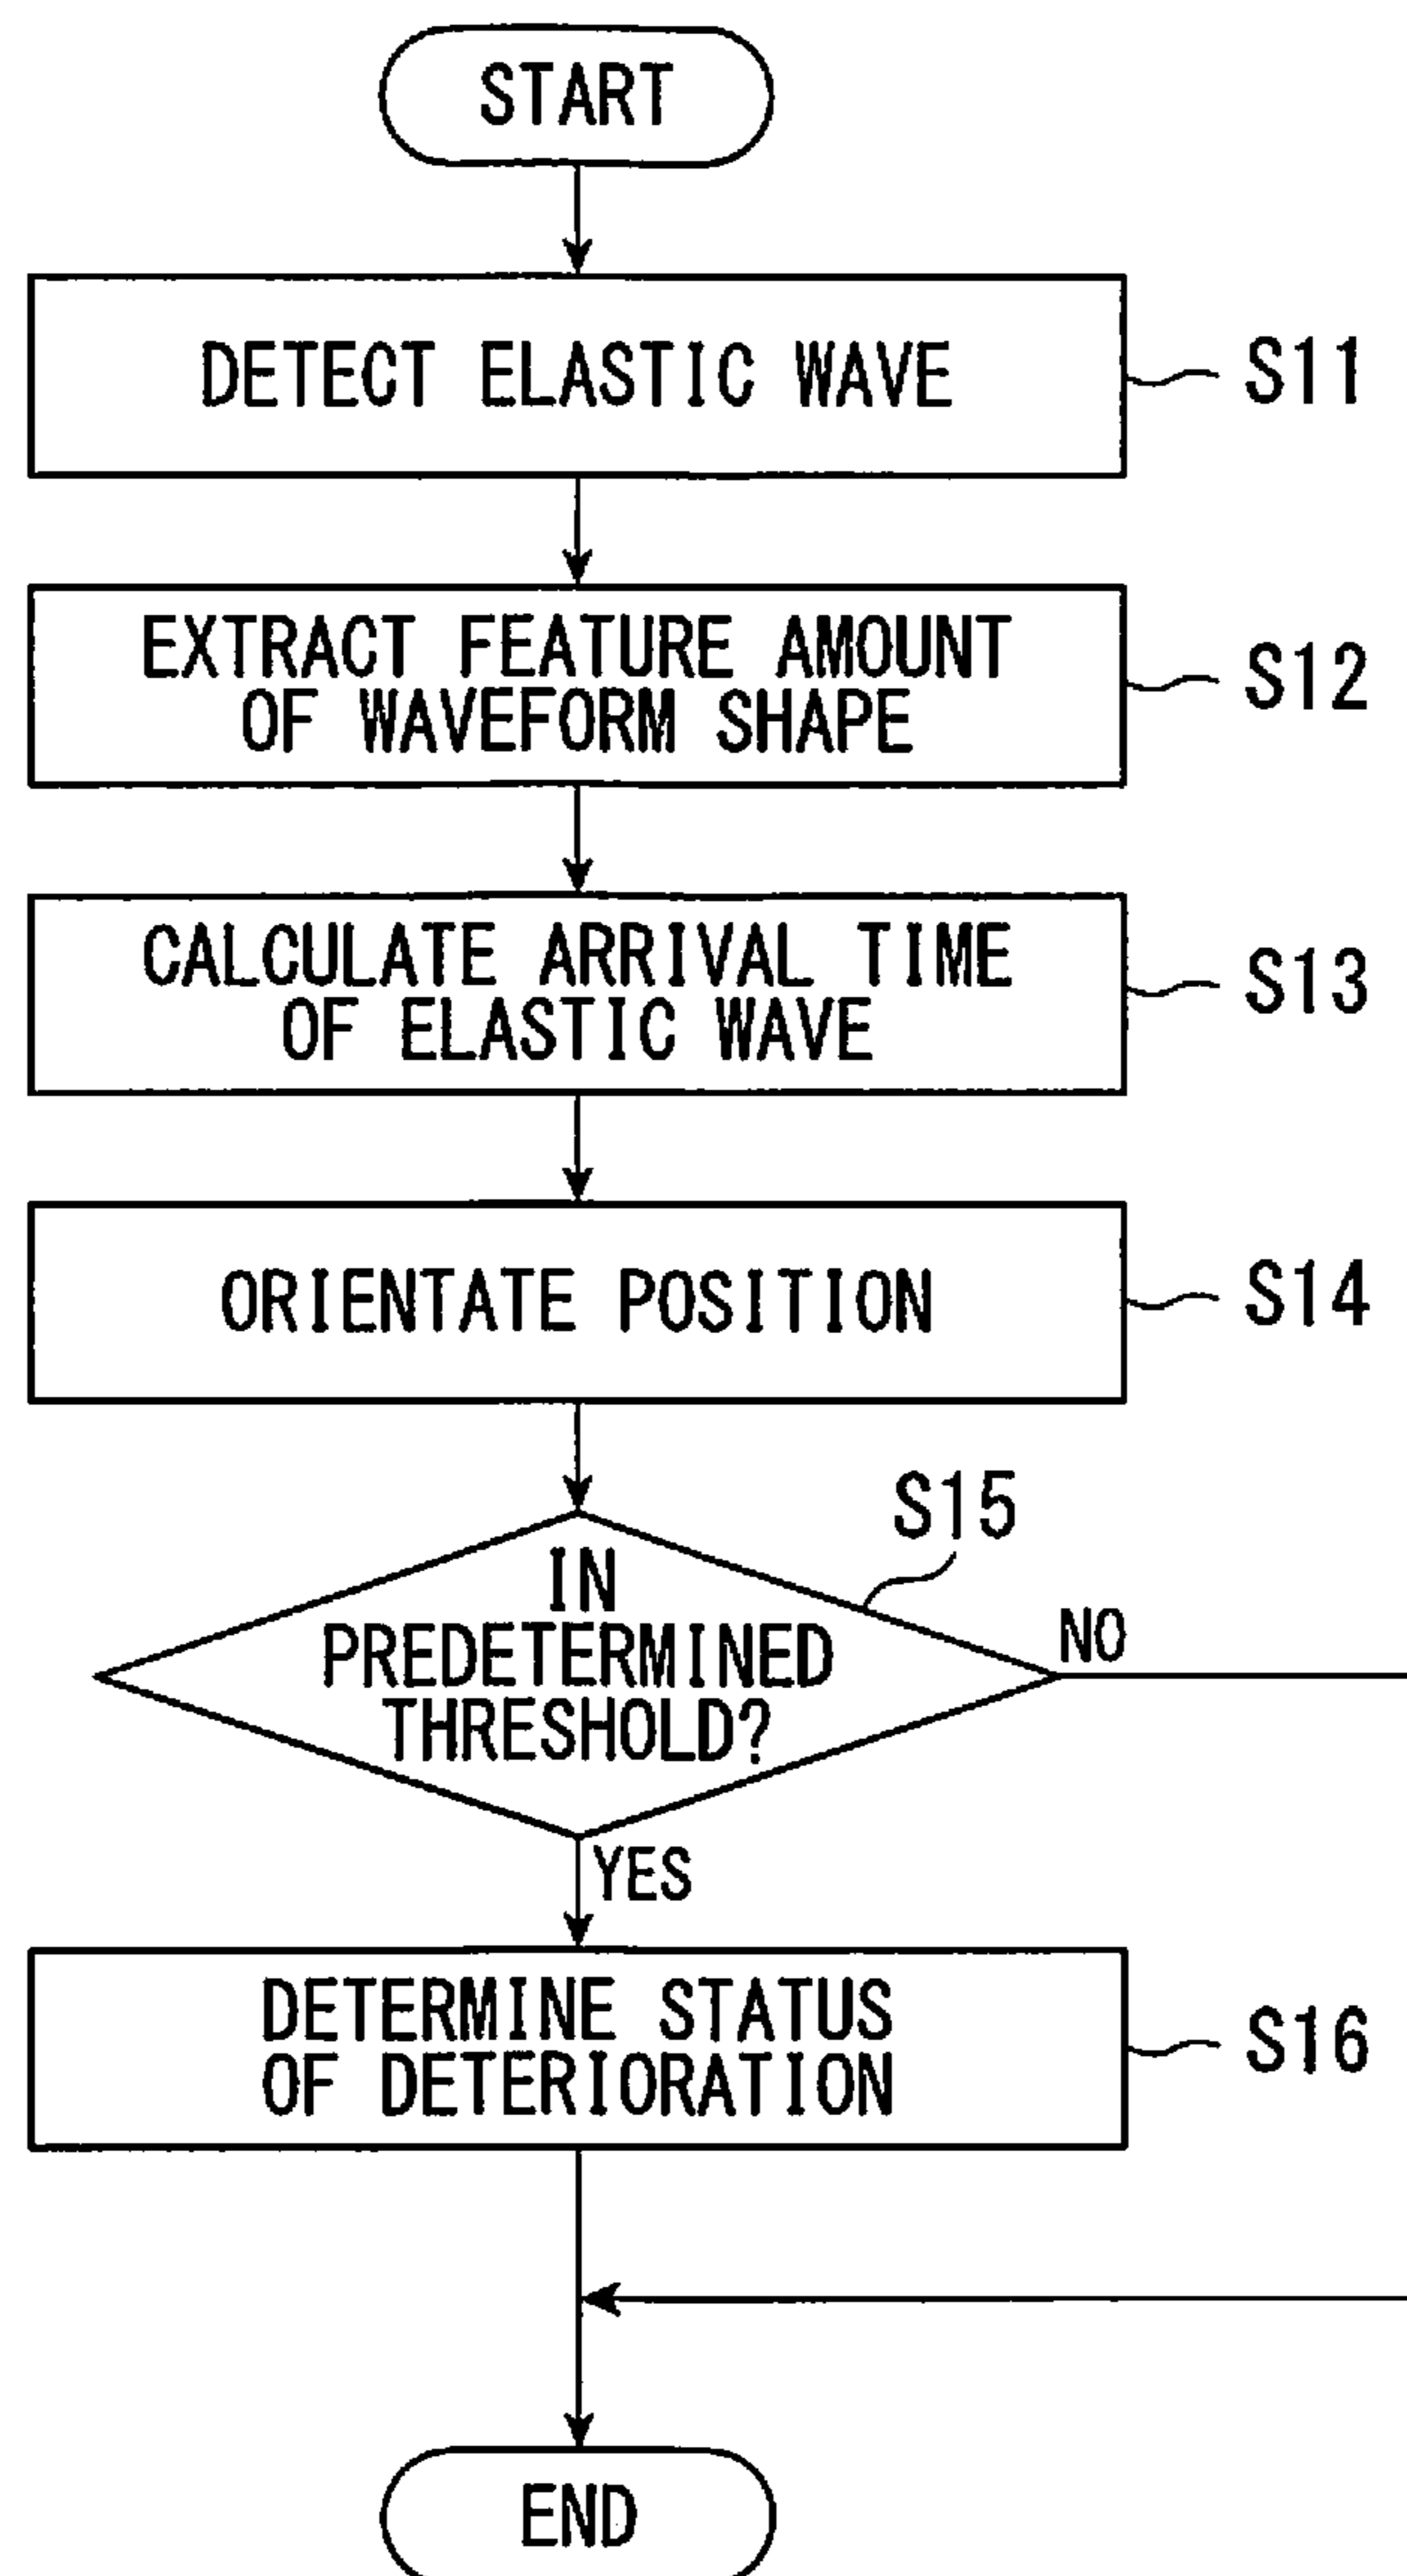 START
DETECT ELASTIC WAVE
S11
EXTRACT FEATURE AMOUNT
OF WAVEFORM SHAPE
S12
CALCULATE ARRIVAL TIME
OF ELASTIC WAVE
S13
ORIENTATE POSITION
S14
S15
IN
PREDETERMINED
THRESHOLD?
NO
YES
DETERMINE STATUS
OF DETERIORATION
S16
END